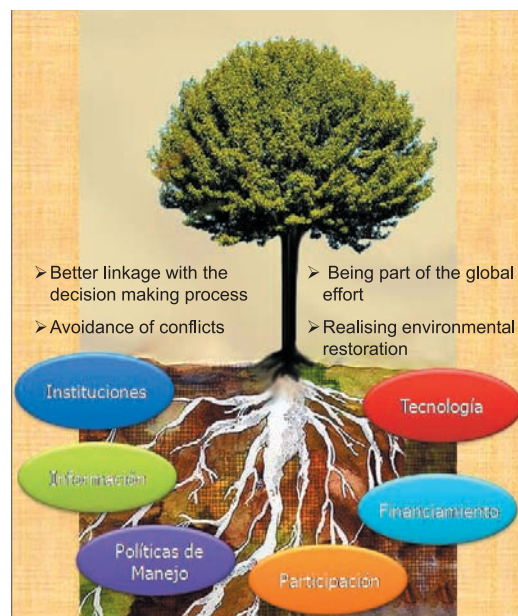 ➢ Better linkage with the
decision making process
➢ Avoidance of conflicts
➢ Being part of the global
effort
➢ Realising environmental
restoration
Instituciones
Información
Políticas de
Manejo
Participación
Financiamiento
Tecnología